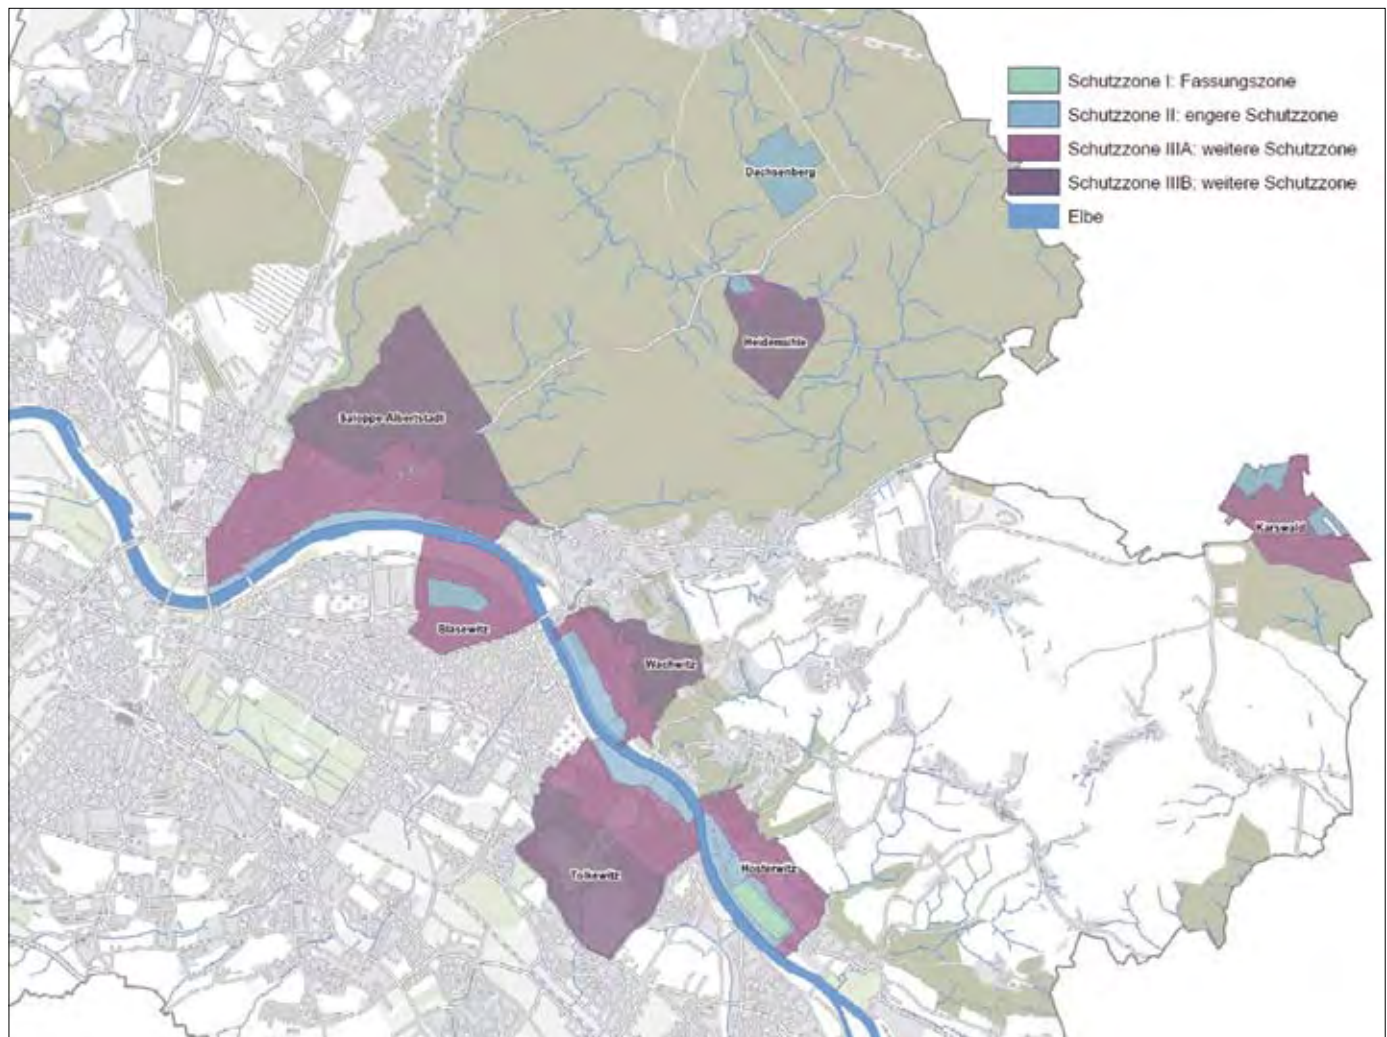 Schutzzone I: Fassungszone
Schutzzone II: engere Schutzzone
Schutzzone IIIA: weitere Schutzzone
Schutzzone IIIB: weitere Schutzzone
Elbe
Dachsenberg
Heidemühle
Saloppe-Albertstadt
Karswald
Blasewitz
Wachwitz
Hosterwitz
Tolkewitz